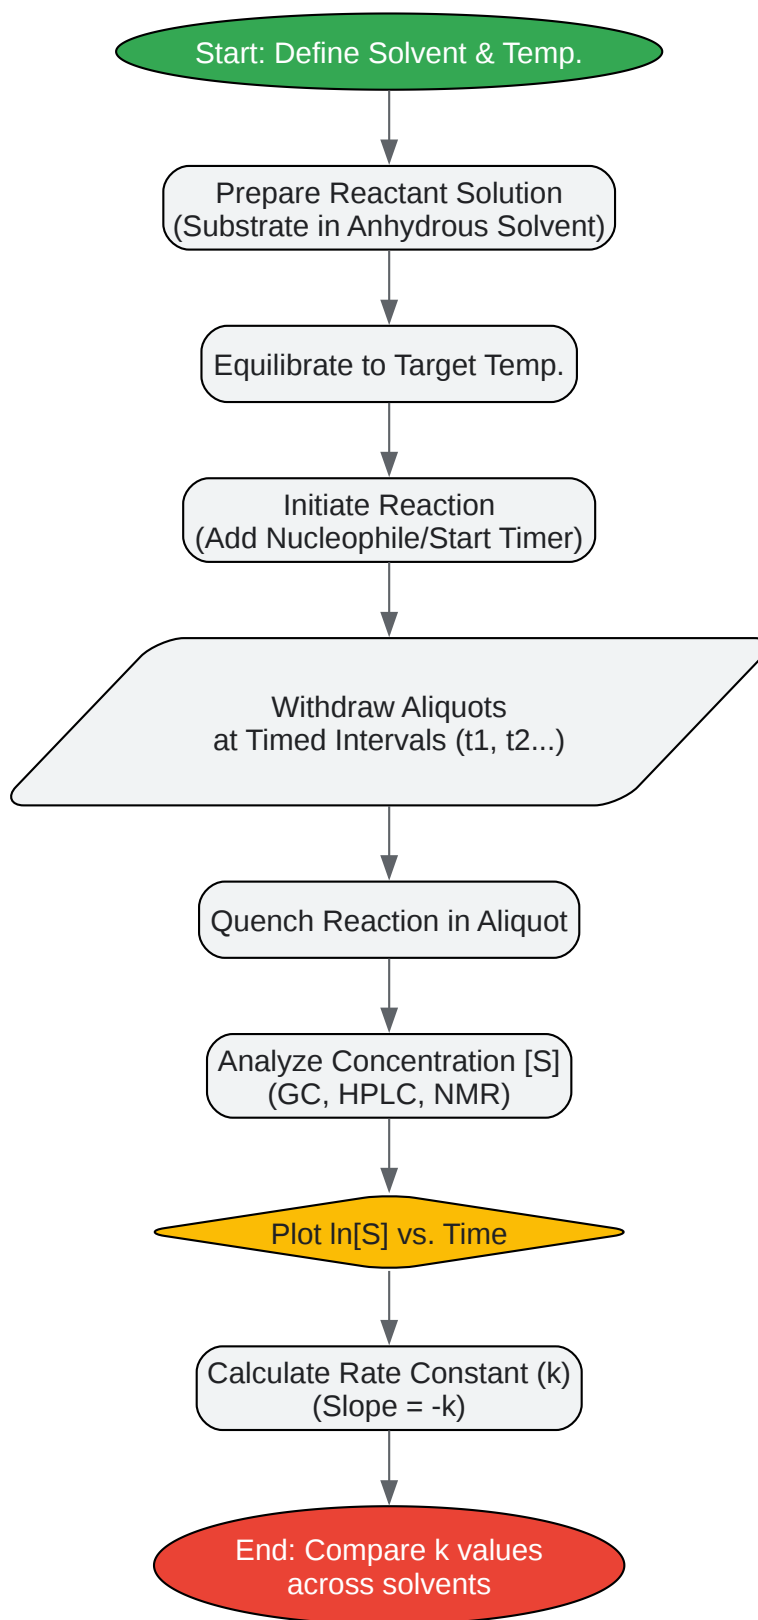 Start: Define Solvent & Temp.
Prepare Reactant Solution
(Substrate in Anhydrous Solvent)
Equilibrate to Target Temp.
Initiate Reaction
(Add Nucleophile/Start Timer)
Withdraw Aliquots
at Timed Intervals (t1, t2...)
Quench Reaction in Aliquot
Analyze Concentration [S]
(GC, HPLC, NMR)
Plot ln[S] vs. Time
Calculate Rate Constant (k)
(Slope = -k)
End: Compare k values
across solvents